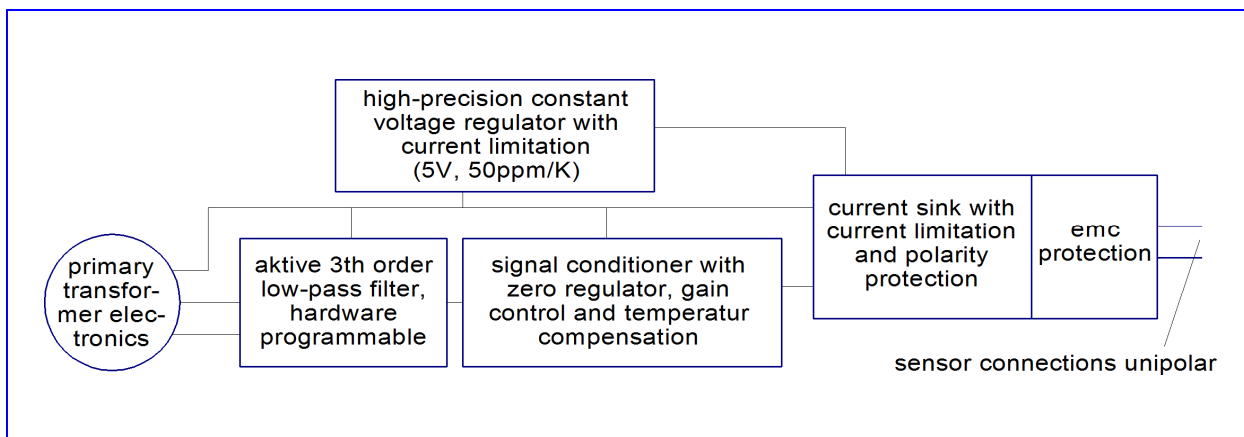 high-precision constant
voltage regulator with
current limitation
(5V, 50ppm/K)
primary
transfor-
mer elec-
tronics
aktive 3th order
low-pass filter,
hardware
programmable
signal conditioner with
zero regulator, gain
control and temperatur
compensation
current sink with
current limitation
and polarity
protection
emc
protection
sensor connections unipolar